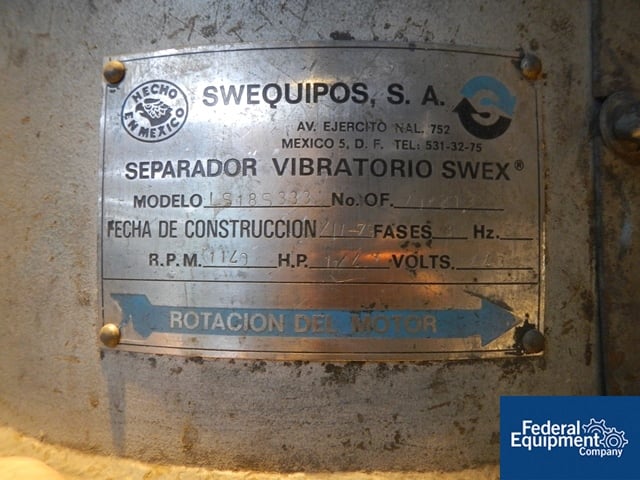 HECHO EN MEXICO
SWEQUIPOS, S. A.
AV. EJERCITO NAL. 752
MEXICO 5, D. F. TEL: 531-32-75
SEPARADOR VIBRATORIO SWEX®
MODELO LS18S333 No. OF.
FECHA DE CONSTRUCCION FASES Hz.
R.P.M. H.P. VOLTS.
ROTACION DEL MOTOR
Federal
Equipment
Company